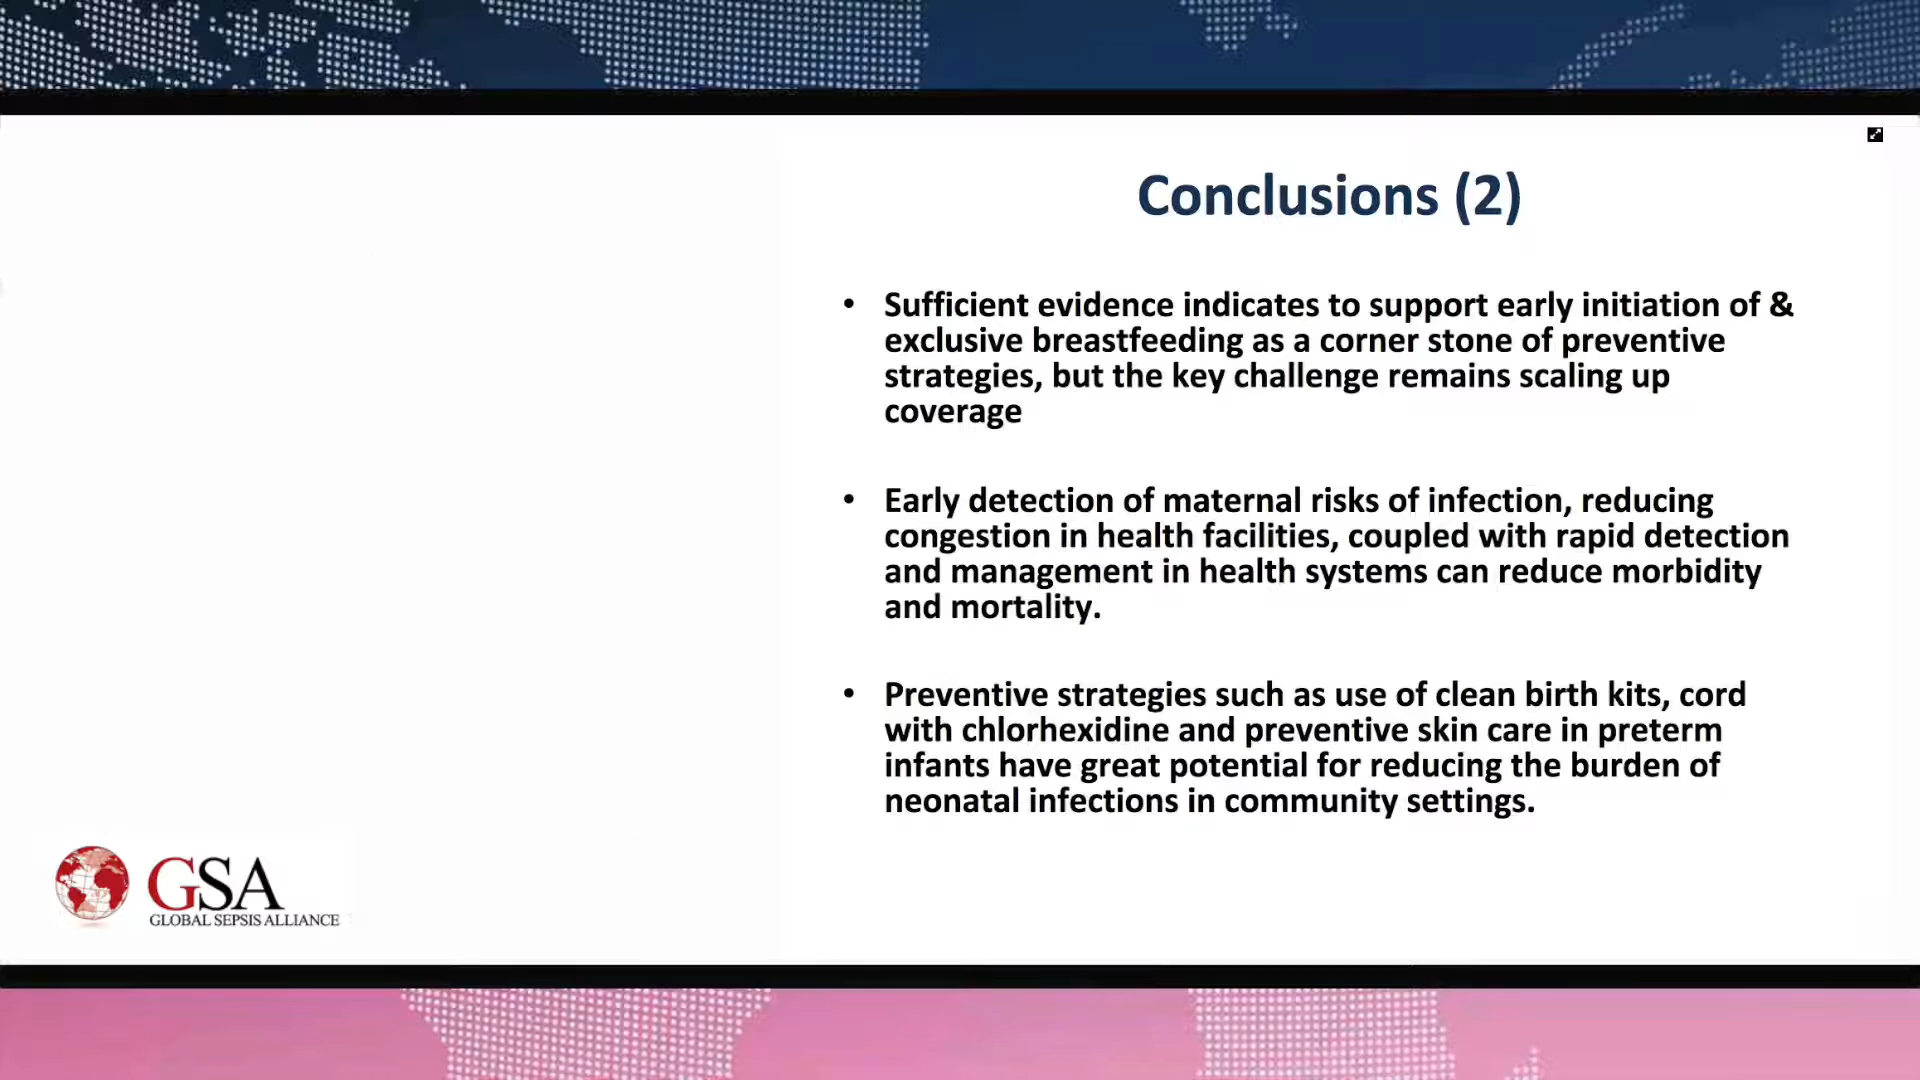 Conclusions (2)
• Sufficient evidence indicates to support early initiation of &
exclusive breastfeeding as a corner stone of preventive
strategies, but the key challenge remains scaling up
coverage
• Early detection of maternal risks of infection, reducing
congestion in health facilities, coupled with rapid detection
and management in health systems can reduce morbidity
and mortality.
• Preventive strategies such as use of clean birth kits, cord
with chlorhexidine and preventive skin care in preterm
infants have great potential for reducing the burden of
neonatal infections in community settings.
GSA
GLOBAL SEPSIS ALLIANCE